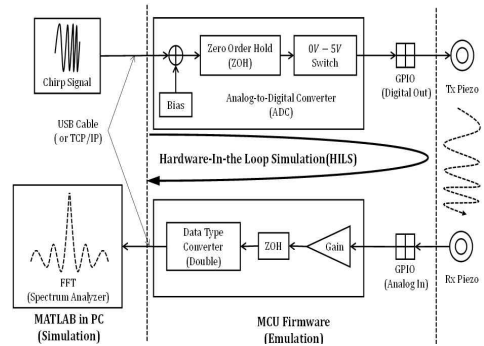 Chirp Signal
Bias
Zero Order Hold
(ZOH)
0V – 5V
Switch
Analog-to-Digital Converter
(ADC)
GPIO
(Digital Out)
Tx Piezo
USB Cable
( or TCP/IP)
Hardware-In-the Loop Simulation(HILS)
FFT
(Spectrum Analyzer)
Data Type
Converter
(Double)
ZOH
Gain
GPIO
(Analog In)
Rx Piezo
MATLAB in PC
(Simulation)
MCU Firmware
(Emulation)